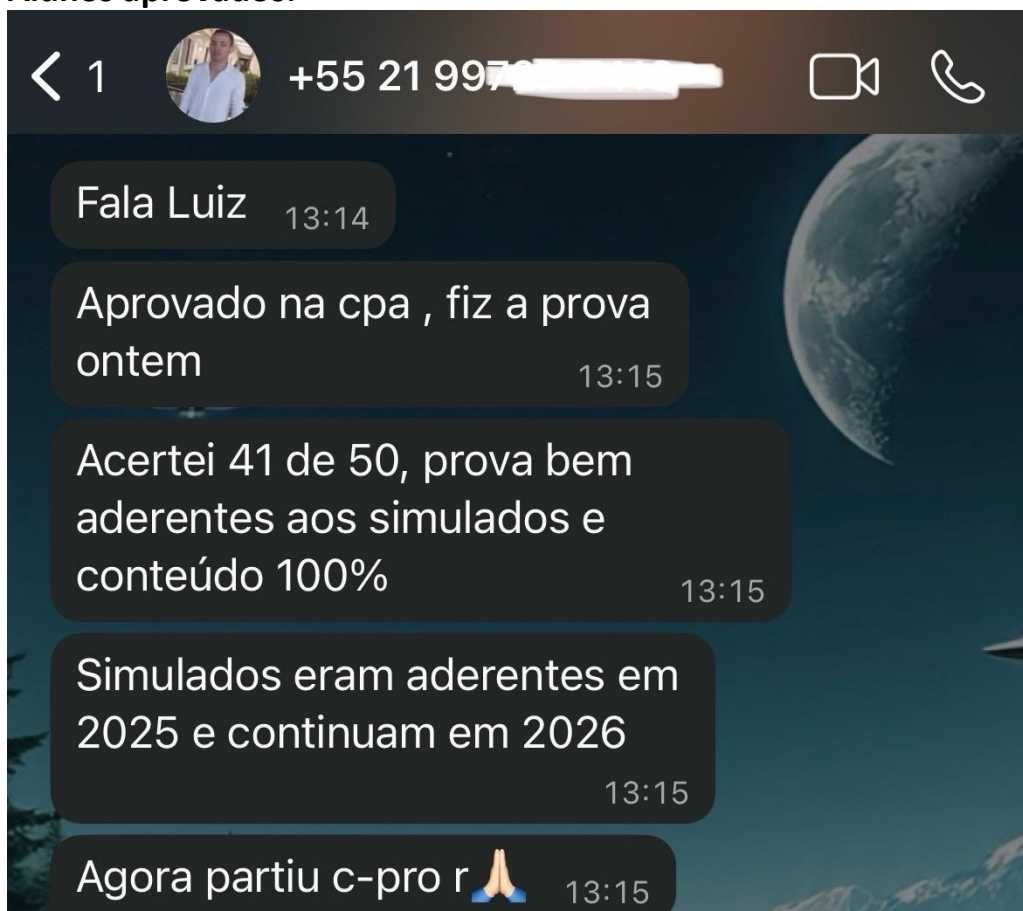 1
+55 21 997
Fala Luiz 13:14
Aprovado na cpa , fiz a prova
ontem 13:15
Acertei 41 de 50, prova bem
aderentes aos simulados e
conteúdo 100% 13:15
Simulados eram aderentes em
2025 e continuam em 2026
13:15
Agora partiu c-pro r🙏🏻 13:15